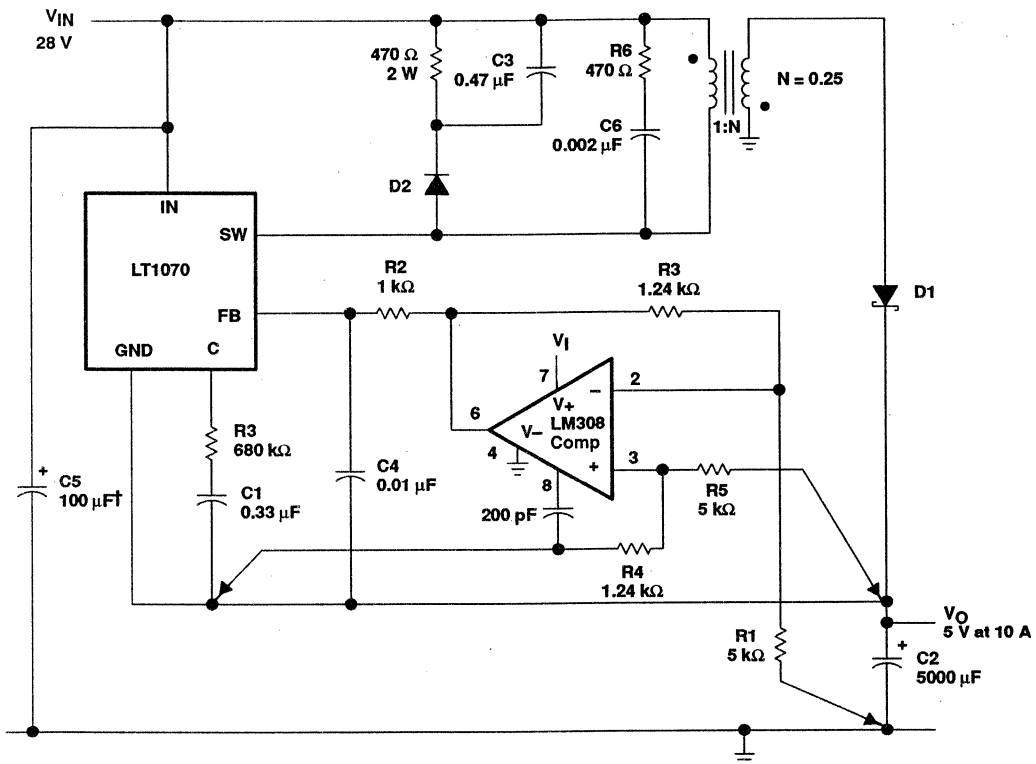 VIN
28 V
470 Ω
2 W
C3
0.47 μF
R6
470 Ω
C6
0.002 μF
N = 0.25
1:N
D2
IN
SW
LT1070
FB
GND
C
R2
1 kΩ
R3
1.24 kΩ
D1
VI
7
2
V+
–
6
LM308
V–
Comp
4
3
+
8
R5
5 kΩ
200 pF
R3
680 kΩ
C1
0.33 μF
C4
0.01 μF
+
C5
100 μF†
R4
1.24 kΩ
R1
5 kΩ
VO
5 V at 10 A
+
C2
5000 μF